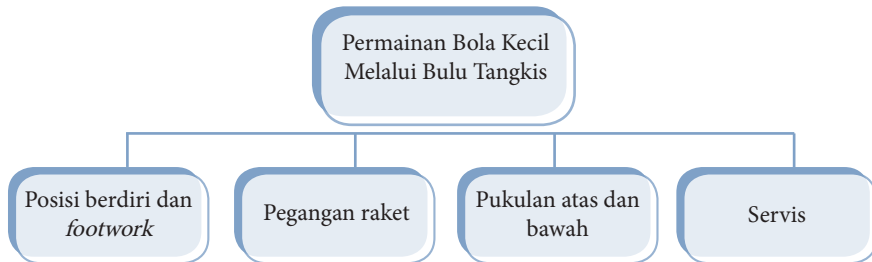 Permainan Bola Kecil
Melalui Bulu Tangkis
Posisi berdiri dan
footwork
Pegangan raket
Pukulan atas dan
bawah
Servis